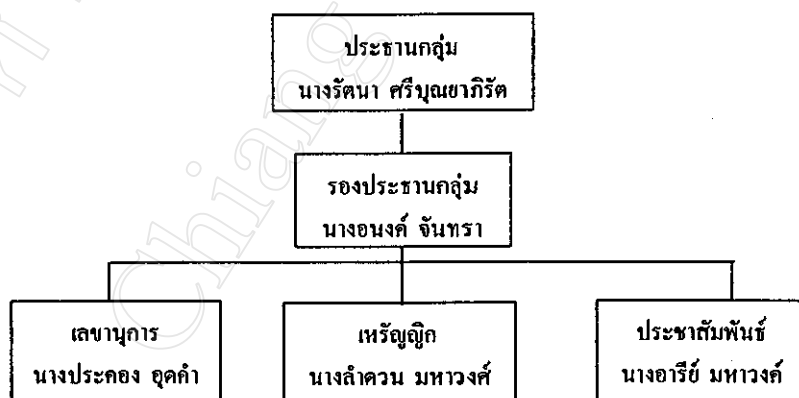 ประธานกลุ่ม
นางรัตนา ศรีบุณยาภิรัต
รองประธานกลุ่ม
นางอนงค์ จันทรา
เลขานุการ
นางประคอง อุดคำ
เหรัญญิก
นางลำดวน มหาวงศ์
ประชาสัมพันธ์
นางอารีย์ มหาวงค์
Chiang